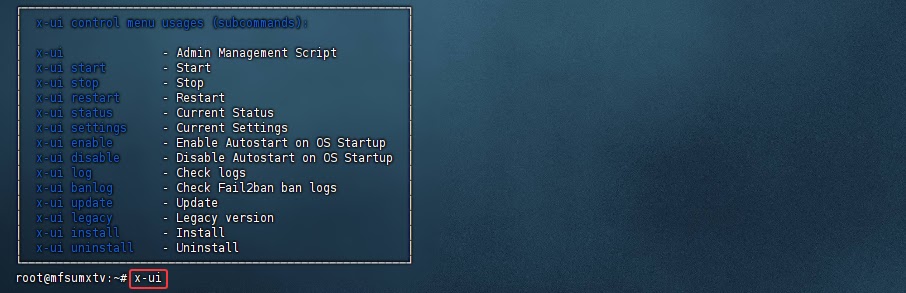 x-ui control menu usages (subcommands):
x-ui - Admin Management Script
x-ui start - Start
x-ui stop - Stop
x-ui restart - Restart
x-ui status - Current Status
x-ui settings - Current Settings
x-ui enable - Enable Autostart on OS Startup
x-ui disable - Disable Autostart on OS Startup
x-ui log - Check logs
x-ui banlog - Check Fail2ban ban logs
x-ui update - Update
x-ui legacy - Legacy version
x-ui install - Install
x-ui uninstall - Uninstall
root@mfsumxtv:~# x-ui